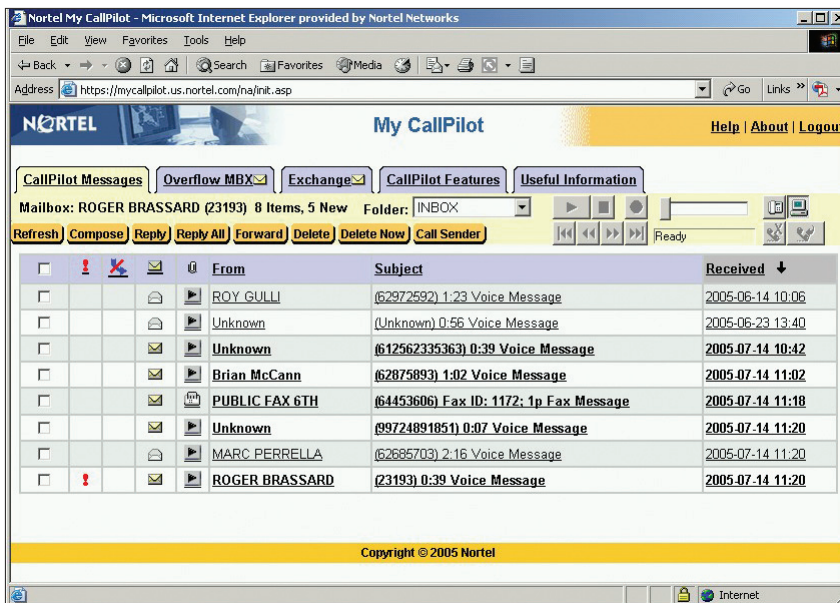 Nortel My CallPilot - Microsoft Internet Explorer provided by Nortel Networks
File Edit View Favorites Tools Help
Back Search Favorites Media
Address https://mycallpilot.us.nortel.com/na/init.asp Go Links »
NORTEL My CallPilot Help | About | Logout
CallPilot Messages Overflow MBX Exchange CallPilot Features Useful Information
Mailbox: ROGER BRASSARD (23193) 8 Items, 5 New Folder: INBOX
Refresh Compose Reply Reply All Forward Delete Delete Now Call Sender Ready
From Subject Received
ROY GULLI (62972592) 1:23 Voice Message 2005-06-14 10:06
Unknown (Unknown) 0:56 Voice Message 2005-06-23 13:40
Unknown (612562335363) 0:39 Voice Message 2005-07-14 10:42
Brian McCann (62875893) 1:02 Voice Message 2005-07-14 11:02
PUBLIC FAX 6TH (64453606) Fax ID: 1172; 1p Fax Message 2005-07-14 11:18
Unknown (99724891851) 0:07 Voice Message 2005-07-14 11:20
MARC PERRELLA (62685703) 2:16 Voice Message 2005-07-14 11:20
ROGER BRASSARD (23193) 0:39 Voice Message 2005-07-14 11:20
Copyright © 2005 Nortel
Internet